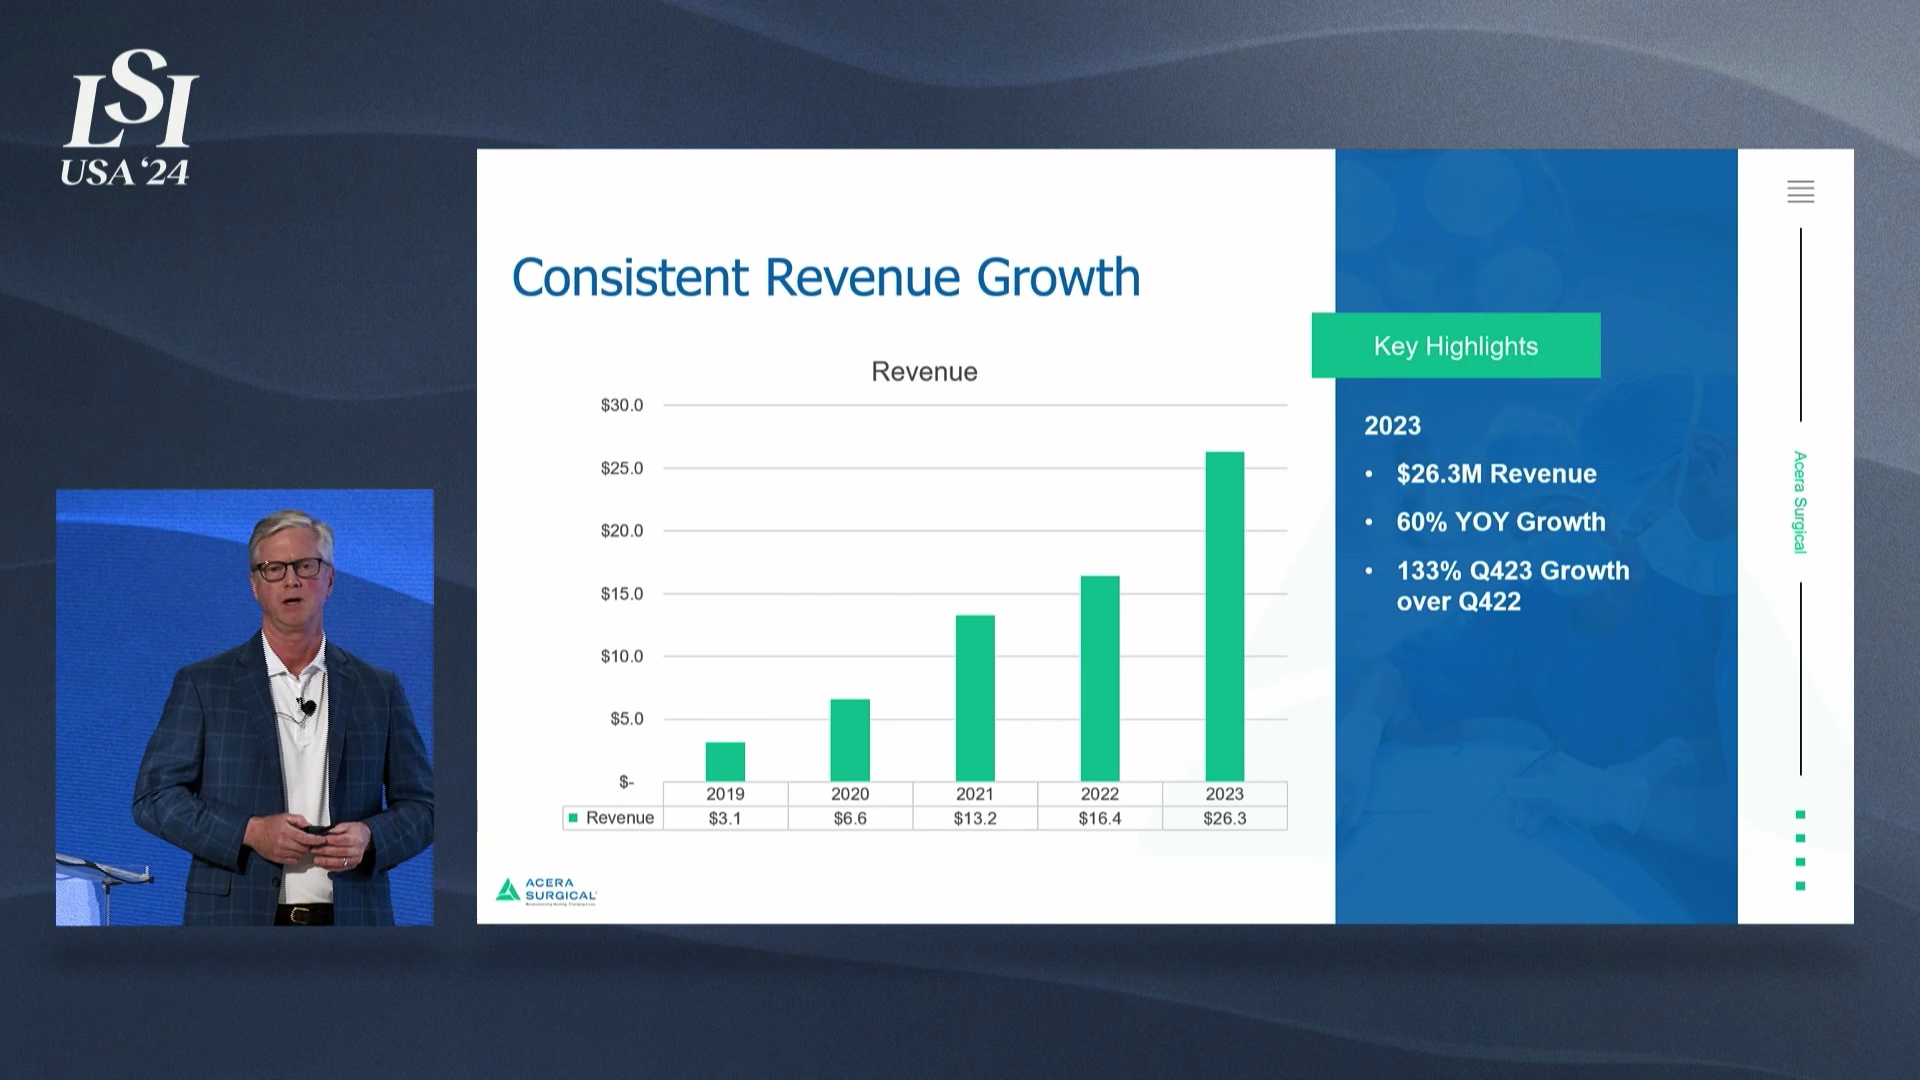 LSI
USA '24
Consistent Revenue Growth
Revenue
$30.0
$25.0
$20.0
$15.0
$10.0
$5.0
$-
2019 2020 2021 2022 2023
Revenue $3.1 $6.6 $13.2 $16.4 $26.3
ACERA
SURGICAL
Key Highlights
2023
• $26.3M Revenue
• 60% YOY Growth
• 133% Q423 Growth
over Q422
Acera Surgical